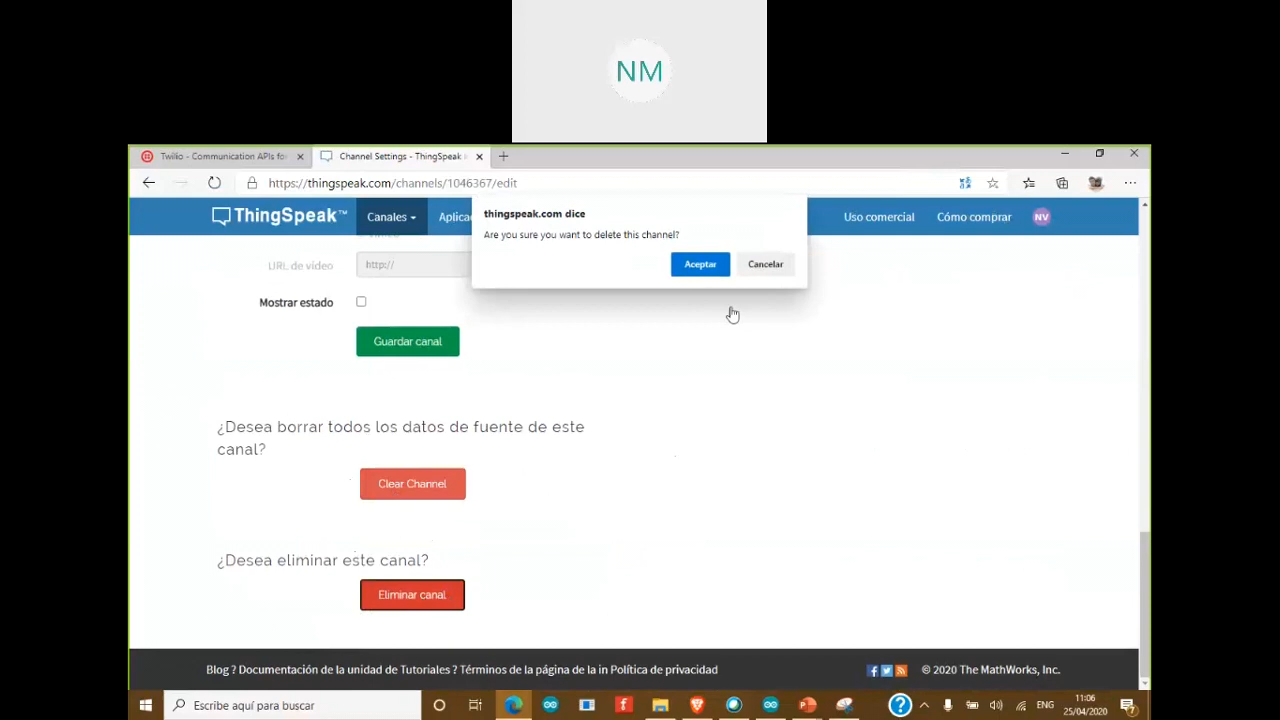 NM
Twilio - Communication APIs for
Channel Settings - ThingSpeak
https://thingspeak.com/channels/1046367/edit
ThingSpeak™
Canales
Aplica
Uso comercial
Cómo comprar
NV
thingspeak.com dice
Are you sure you want to delete this channel?
Aceptar
Cancelar
URL de vídeo
http://
Mostrar estado
Guardar canal
¿Desea borrar todos los datos de fuente de este
canal?
Clear Channel
¿Desea eliminar este canal?
Eliminar canal
Blog ? Documentación de la unidad de Tutoriales ? Términos de la página de la in Política de privacidad
© 2020 The MathWorks, Inc.
Escribe aquí para buscar
ENG
11:06
25/04/2020